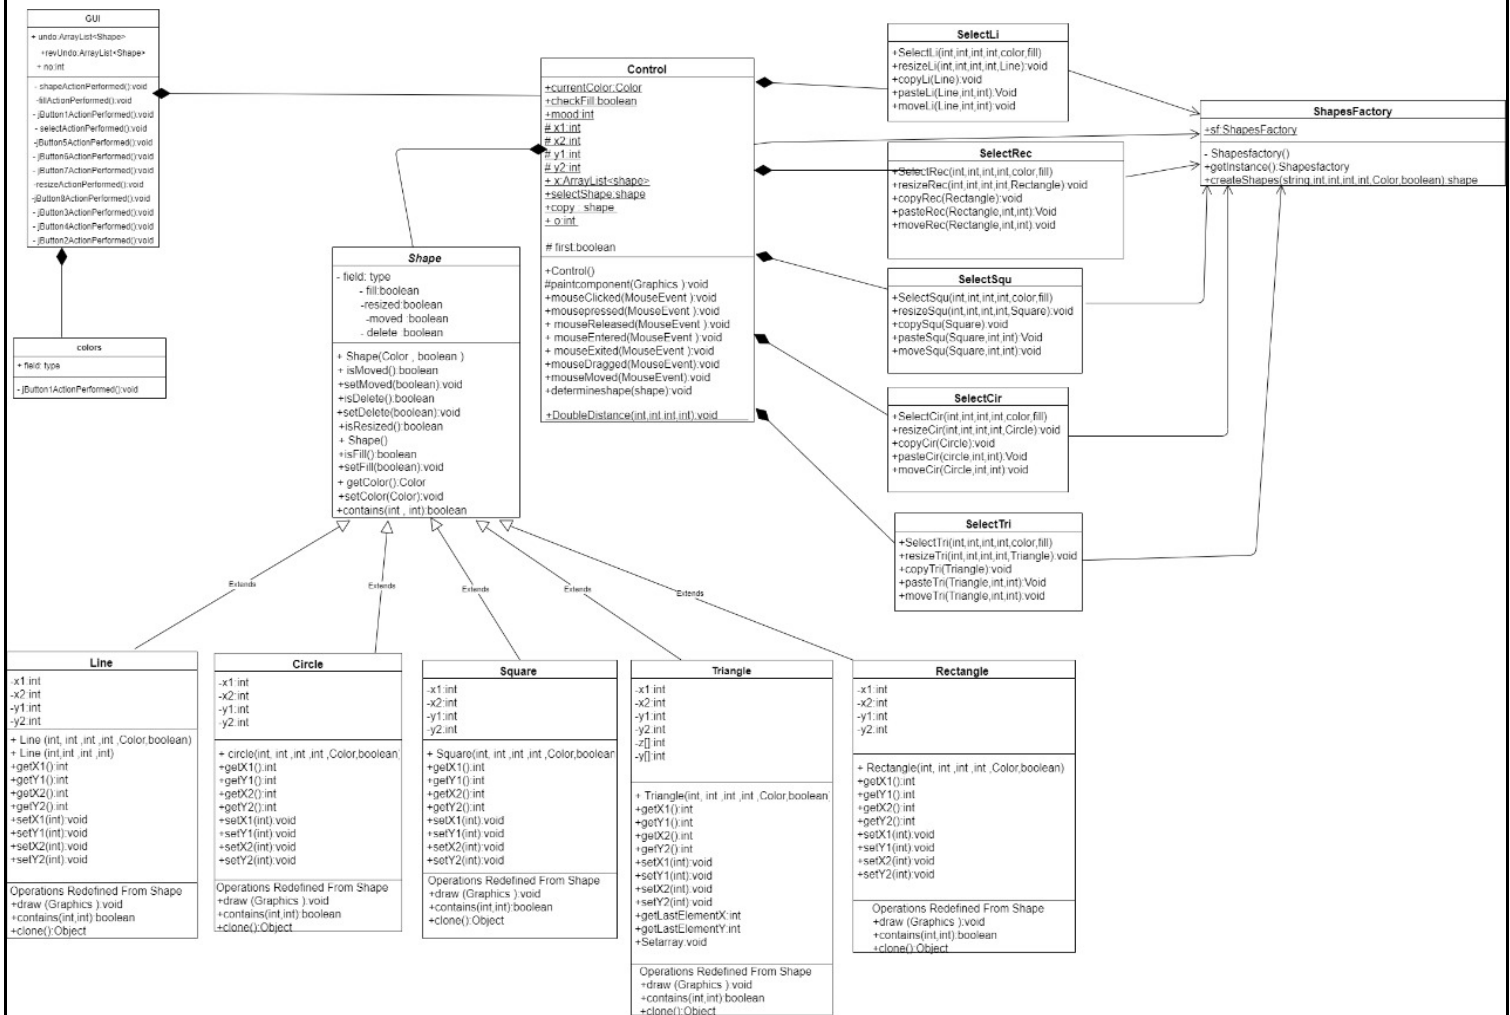 GUI
+ undo:ArrayList<Shape>
+revUndo:ArrayList<Shape>
+ no:int
- shapeActionPerformed():void
-fillActionPerformed():void
- jButton1ActionPerformed():void
- selectActionPerformed():void
-jButton5ActionPerformed():void
- jButton6ActionPerformed():void
- jButton7ActionPerformed():void
-resizeActionPerformed():void
-jButton8ActionPerformed():void
- jButton3ActionPerformed():void
- jButton4ActionPerformed():void
- jButton2ActionPerformed():void
colors
+ field: type
- jButton1ActionPerformed():void
Shape
- field: type
- fill:boolean
-resized:boolean
-moved :boolean
- delete :boolean
+ Shape(Color , boolean )
+ isMoved():boolean
+setMoved(boolean):void
+isDelete():boolean
+setDelete(boolean):void
+isResized():boolean
+ Shape()
+isFill():boolean
+setFill(boolean):void
+ getColor():Color
+setColor(Color):void
+contains(int , int):boolean
Control
+currentColor:Color
+checkFill:boolean
+mood:int
# x1:int
# x2:int
# y1:int
# y2:int
+ x:ArrayList<shape>
+selectShape:shape
+copy : shape
+ o:int
# first:boolean
+Control()
#paintcomponent(Graphics ):void
+mouseClicked(MouseEvent ):void
+mousepressed(MouseEvent ):void
+ mouseReleased(MouseEvent ):void
+ mouseEntered(MouseEvent ):void
+ mouseExited(MouseEvent ):void
+mouseDragged(MouseEvent):void
+mouseMoved(MouseEvent):void
+determineshape(shape):void
+DoubleDistance(int,int,int,int):void
SelectLi
+SelectLi(int,int,int,int,color,fill)
+resizeLi(int,int,int,int,Line):void
+copyLi(Line):void
+pasteLi(Line,int,int):Void
+moveLi(Line,int,int):void
SelectRec
+SelectRec(int,int,int,int,color,fill)
+resizeRec(int,int,int,int,Rectangle):void
+copyRec(Rectangle):void
+pasteRec(Rectangle,int,int):Void
+moveRec(Rectangle,int,int):void
SelectSqu
+SelectSqu(int,int,int,int,color,fill)
+resizeSqu(int,int,int,int,Square):void
+copySqu(Square):void
+pasteSqu(Square,int,int):Void
+moveSqu(Square,int,int):void
SelectCir
+SelectCir(int,int,int,int,color,fill)
+resizeCir(int,int,int,int,Circle):void
+copyCir(Circle):void
+pasteCir(circle,int,int):Void
+moveCir(Circle,int,int):void
SelectTri
+SelectTri(int,int,int,int,color,fill)
+resizeTri(int,int,int,int,Triangle):void
+copyTri(Triangle):void
+pasteTri(Triangle,int,int):Void
+moveTri(Triangle,int,int):void
ShapesFactory
+sf:ShapesFactory
- Shapesfactory()
+getInstance():Shapesfactory
+createShapes(string,int,int,int,int,Color,boolean):shape
Extends
Extends
Extends
Extends
Extends
Line
-x1:int
-x2:int
-y1:int
-y2:int
+ Line (int, int ,int ,int ,Color,boolean)
+ Line (int,int ,int ,int)
+getX1():int
+getY1():int
+getX2():int
+getY2():int
+setX1(int):void
+setY1(int):void
+setX2(int):void
+setY2(int):void
Operations Redefined From Shape
+draw (Graphics ):void
+contains(int,int):boolean
+clone():Object
Circle
-x1:int
-x2:int
-y1:int
-y2:int
+ circle(int, int ,int ,int ,Color,boolean)
+getX1():int
+getY1():int
+getX2():int
+getY2():int
+setX1(int):void
+setY1(int):void
+setX2(int):void
+setY2(int):void
Operations Redefined From Shape
+draw (Graphics ):void
+contains(int,int):boolean
+clone():Object
Square
-x1:int
-x2:int
-y1:int
-y2:int
+ Square(int, int ,int ,int ,Color,boolean
+getX1():int
+getY1():int
+getX2():int
+getY2():int
+setX1(int):void
+setY1(int):void
+setX2(int):void
+setY2(int):void
Operations Redefined From Shape
+draw (Graphics ):void
+contains(int,int):boolean
+clone():Object
Triangle
-x1:int
-x2:int
-y1:int
-y2:int
-z[]:int
-y[]:int
+ Triangle(int, int ,int ,int ,Color,boolean)
+getX1():int
+getY1():int
+getX2():int
+getY2():int
+setX1(int):void
+setY1(int):void
+setX2(int):void
+setY2(int):void
+getLastElementX:int
+getLastElementY:int
+Setarray:void
Operations Redefined From Shape
+draw (Graphics ):void
+contains(int,int):boolean
+clone():Object
Rectangle
-x1:int
-x2:int
-y1:int
-y2:int
+ Rectangle(int, int ,int ,int ,Color,boolean)
+getX1():int
+getY1():int
+getX2():int
+getY2():int
+setX1(int):void
+setY1(int):void
+setX2(int):void
+setY2(int):void
Operations Redefined From Shape
+draw (Graphics ):void
+contains(int,int):boolean
+clone():Object